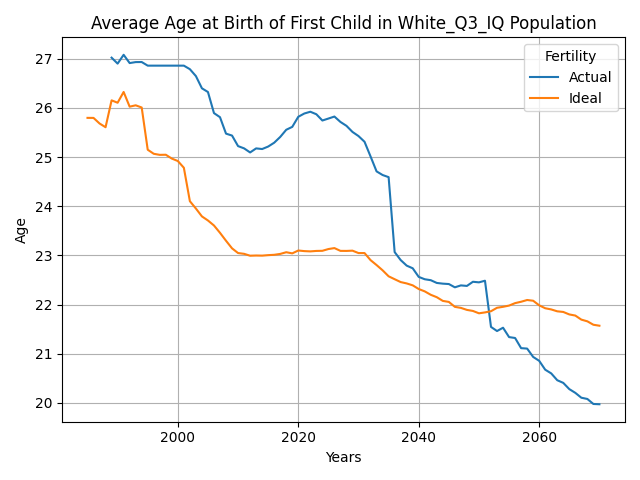 Average Age at Birth of First Child in White_Q3_IQ Population
Fertility
Actual
Ideal
Age
27
26
25
24
23
22
21
20
2000
2020
2040
2060
Years